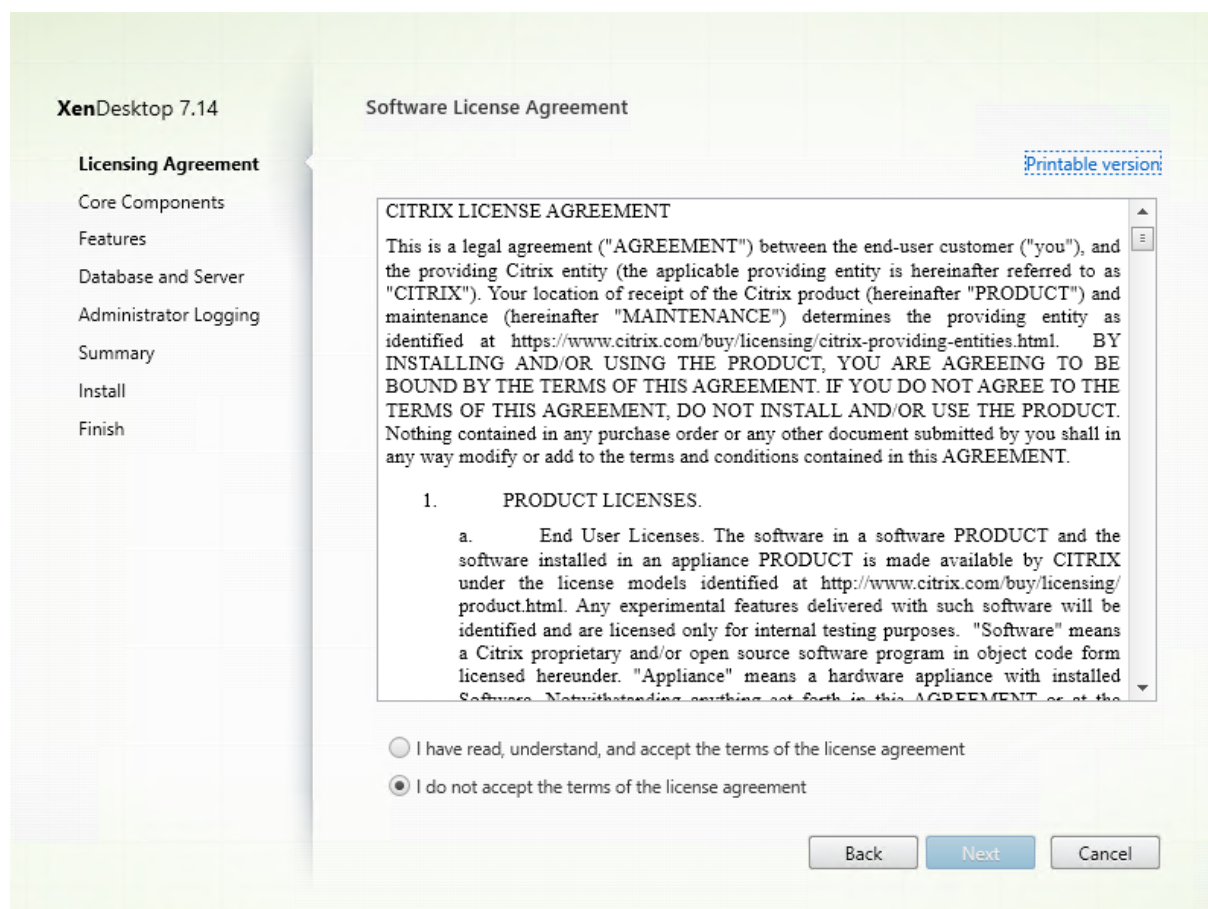 XenDesktop 7.14
Licensing Agreement
Core Components
Features
Database and Server
Administrator Logging
Summary
Install
Finish
Software License Agreement
Printable version
CITRIX LICENSE AGREEMENT
This is a legal agreement ("AGREEMENT") between the end-user customer ("you"), and
the providing Citrix entity (the applicable providing entity is hereinafter referred to as
"CITRIX"). Your location of receipt of the Citrix product (hereinafter "PRODUCT") and
maintenance (hereinafter "MAINTENANCE") determines the providing entity as
identified at https://www.citrix.com/buy/licensing/citrix-providing-entities.html. BY
INSTALLING AND/OR USING THE PRODUCT, YOU ARE AGREEING TO BE
BOUND BY THE TERMS OF THIS AGREEMENT. IF YOU DO NOT AGREE TO THE
TERMS OF THIS AGREEMENT, DO NOT INSTALL AND/OR USE THE PRODUCT.
Nothing contained in any purchase order or any other document submitted by you shall in
any way modify or add to the terms and conditions contained in this AGREEMENT.
1. PRODUCT LICENSES.
a. End User Licenses. The software in a software PRODUCT and the
software installed in an appliance PRODUCT is made available by CITRIX
under the license models identified at http://www.citrix.com/buy/licensing/
product.html. Any experimental features delivered with such software will be
identified and are licensed only for internal testing purposes. "Software" means
a Citrix proprietary and/or open source software program in object code form
licensed hereunder. "Appliance" means a hardware appliance with installed
Software. Notwithstanding anything set forth in this AGREEMENT or at the
I have read, understand, and accept the terms of the license agreement
I do not accept the terms of the license agreement
Back
Next
Cancel